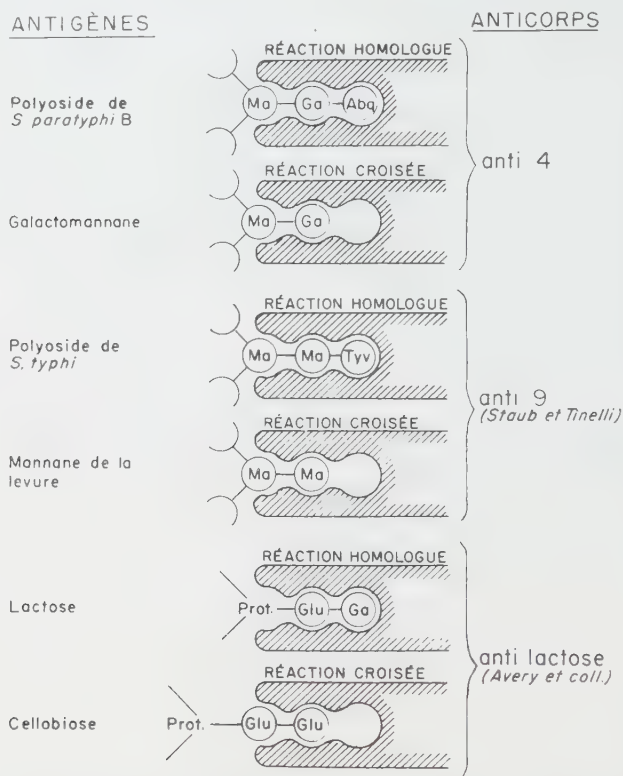 ANTIGÈNES
ANTICORPS
RÉACTION HOMOLOGUE
Polyoside de
S paratyphi B
Ma Ga Abq
anti 4
RÉACTION CROISÉE
Galactomannane
Ma Ga
RÉACTION HOMOLOGUE
Polyoside de
S. typhi
Ma Ma Tyv
anti 9
(Staub et Tinelli)
RÉACTION CROISÉE
Mannane de la
levure
Ma Ma
RÉACTION HOMOLOGUE
Lactose
Prot. Glu Ga
anti lactose
(Avery et coll.)
RÉACTION CROISÉE
Cellobiose
Prot. Glu Glu